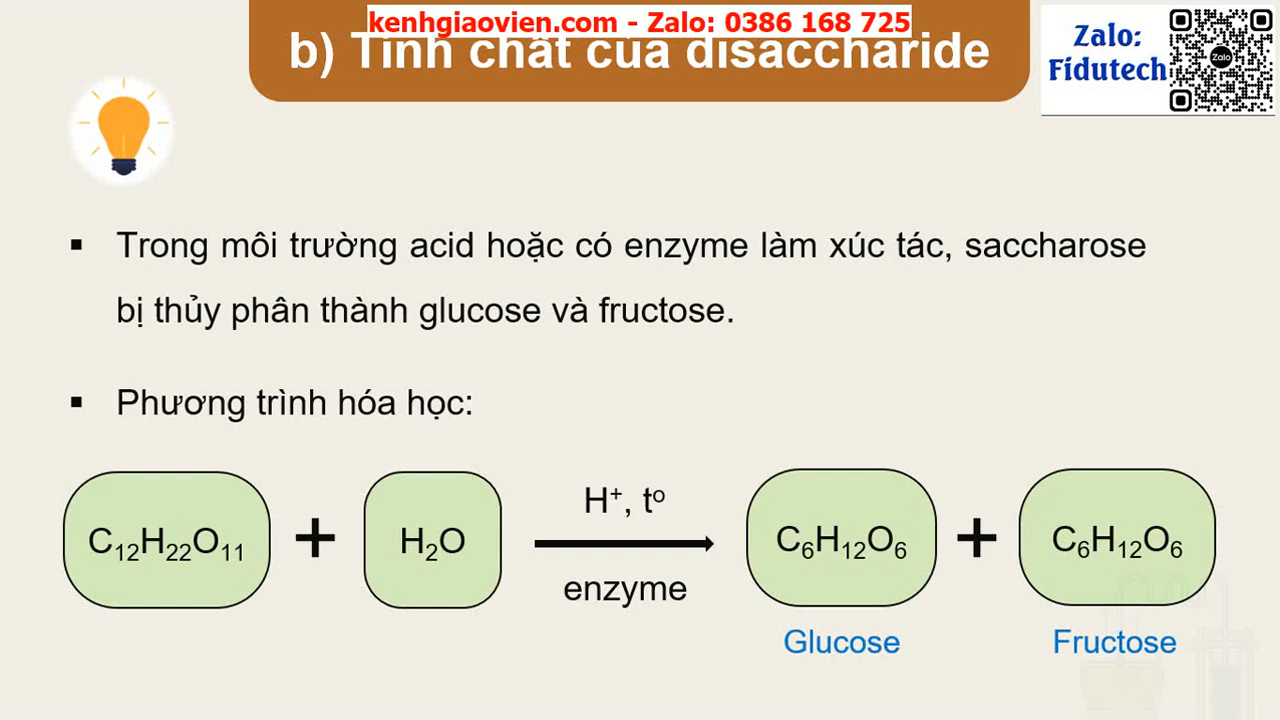 kenhgiaovien.com - Zalo: 0386 168 725
b) Tính chất của disaccharide
Zalo:
Fidutech
Zalo
▪ Trong môi trường acid hoặc có enzyme làm xúc tác, saccharose
bị thủy phân thành glucose và fructose.
▪ Phương trình hóa học:
H⁺, tᵒ
C₁₂H₂₂O₁₁ + H₂O C₆H₁₂O₆ + C₆H₁₂O₆
enzyme
Glucose Fructose